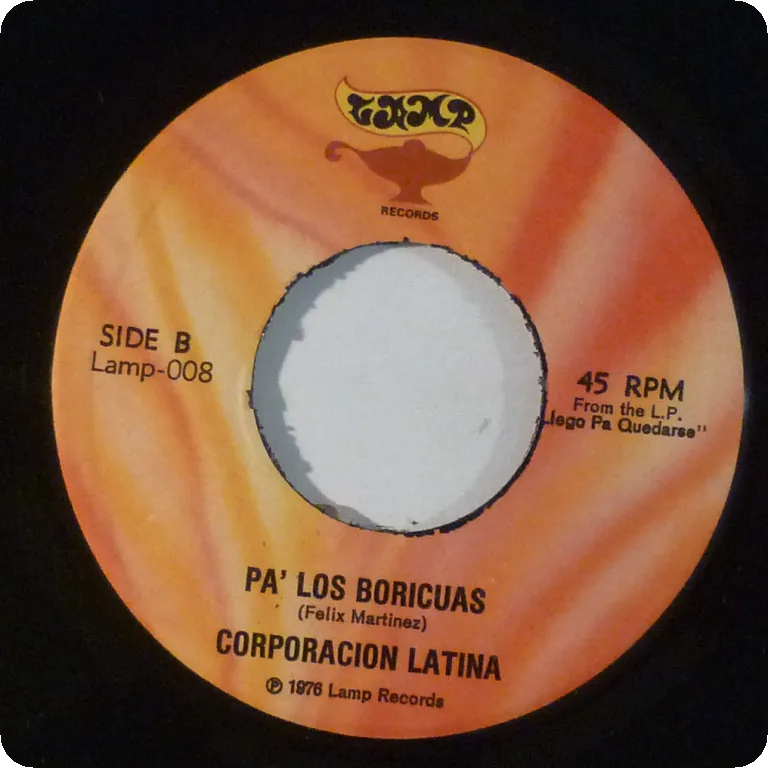 LAMP
RECORDS
SIDE B
Lamp-008
45 RPM
From the L.P.
Pa Quedarse"
PA' LOS BORICUAS
(Felix Martinez)
CORPORACION LATINA
℗ 1976 Lamp Records